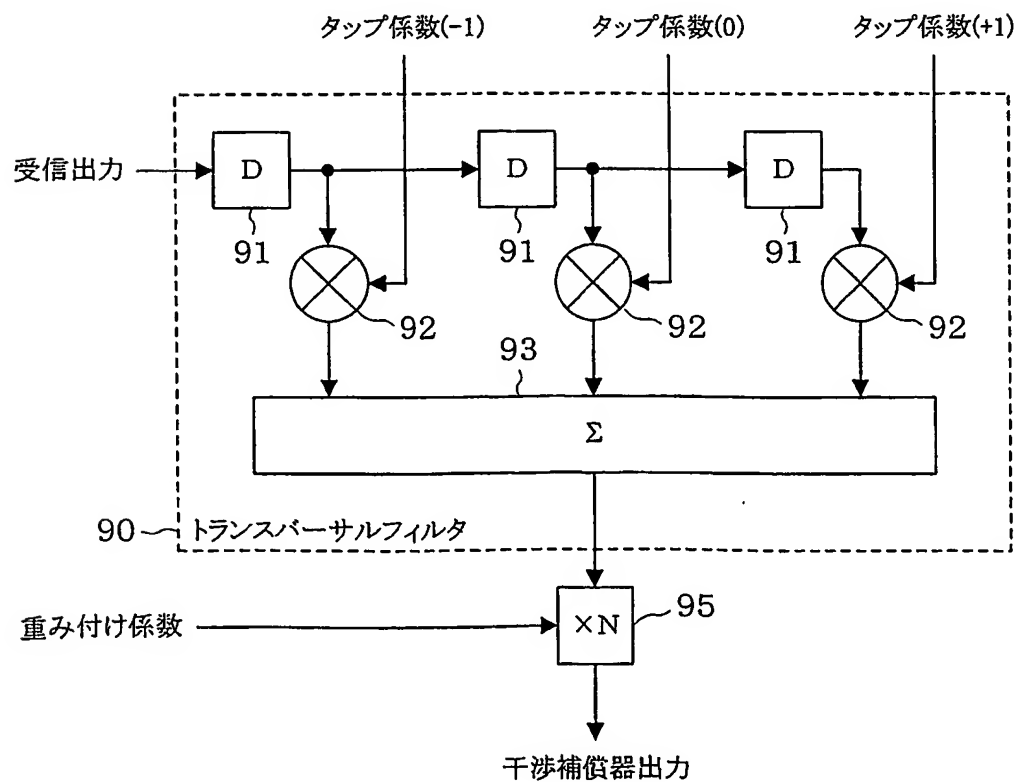 タップ係数(-1)
タップ係数(0)
タップ係数(+1)
受信出力
D
D
D
91
91
91
92
92
92
93
Σ
90
トランスバーサルフィルタ
重み付け係数
×N
95
干渉補償器出力